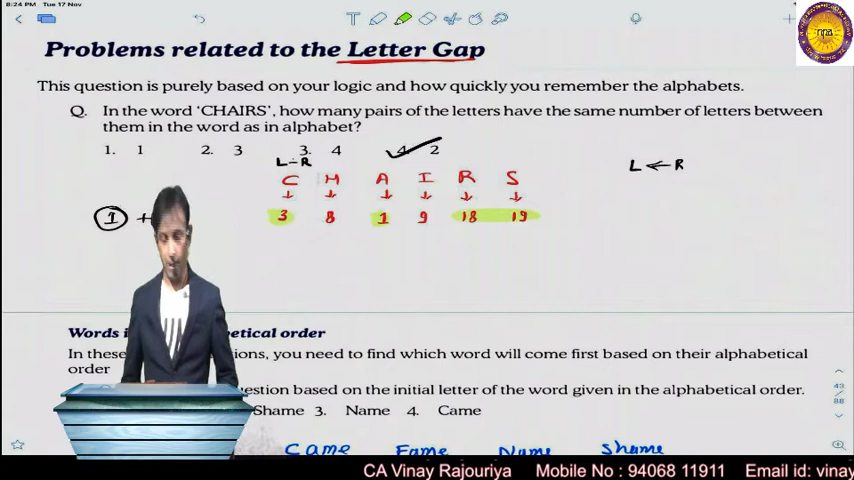 8:24 PM Tue 17 Nov
Problems related to the Letter Gap
This question is purely based on your logic and how quickly you remember the alphabets.
Q. In the word 'CHAIRS', how many pairs of the letters have the same number of letters between
them in the word as in alphabet?
1. 1 2. 3 3. 4 4. 2
L-R L ← R
C H A I R S
1 + 3 8 1 9 18 19
Words betical order
In these ions, you need to find which word will come first based on their alphabetical
order
estion based on the initial letter of the word given in the alphabetical order.
Shame 3. Name 4. Came
Came Fame Name Shame
43
88
CA Vinay Rajouriya Mobile No : 94068 11911 Email id: vinay